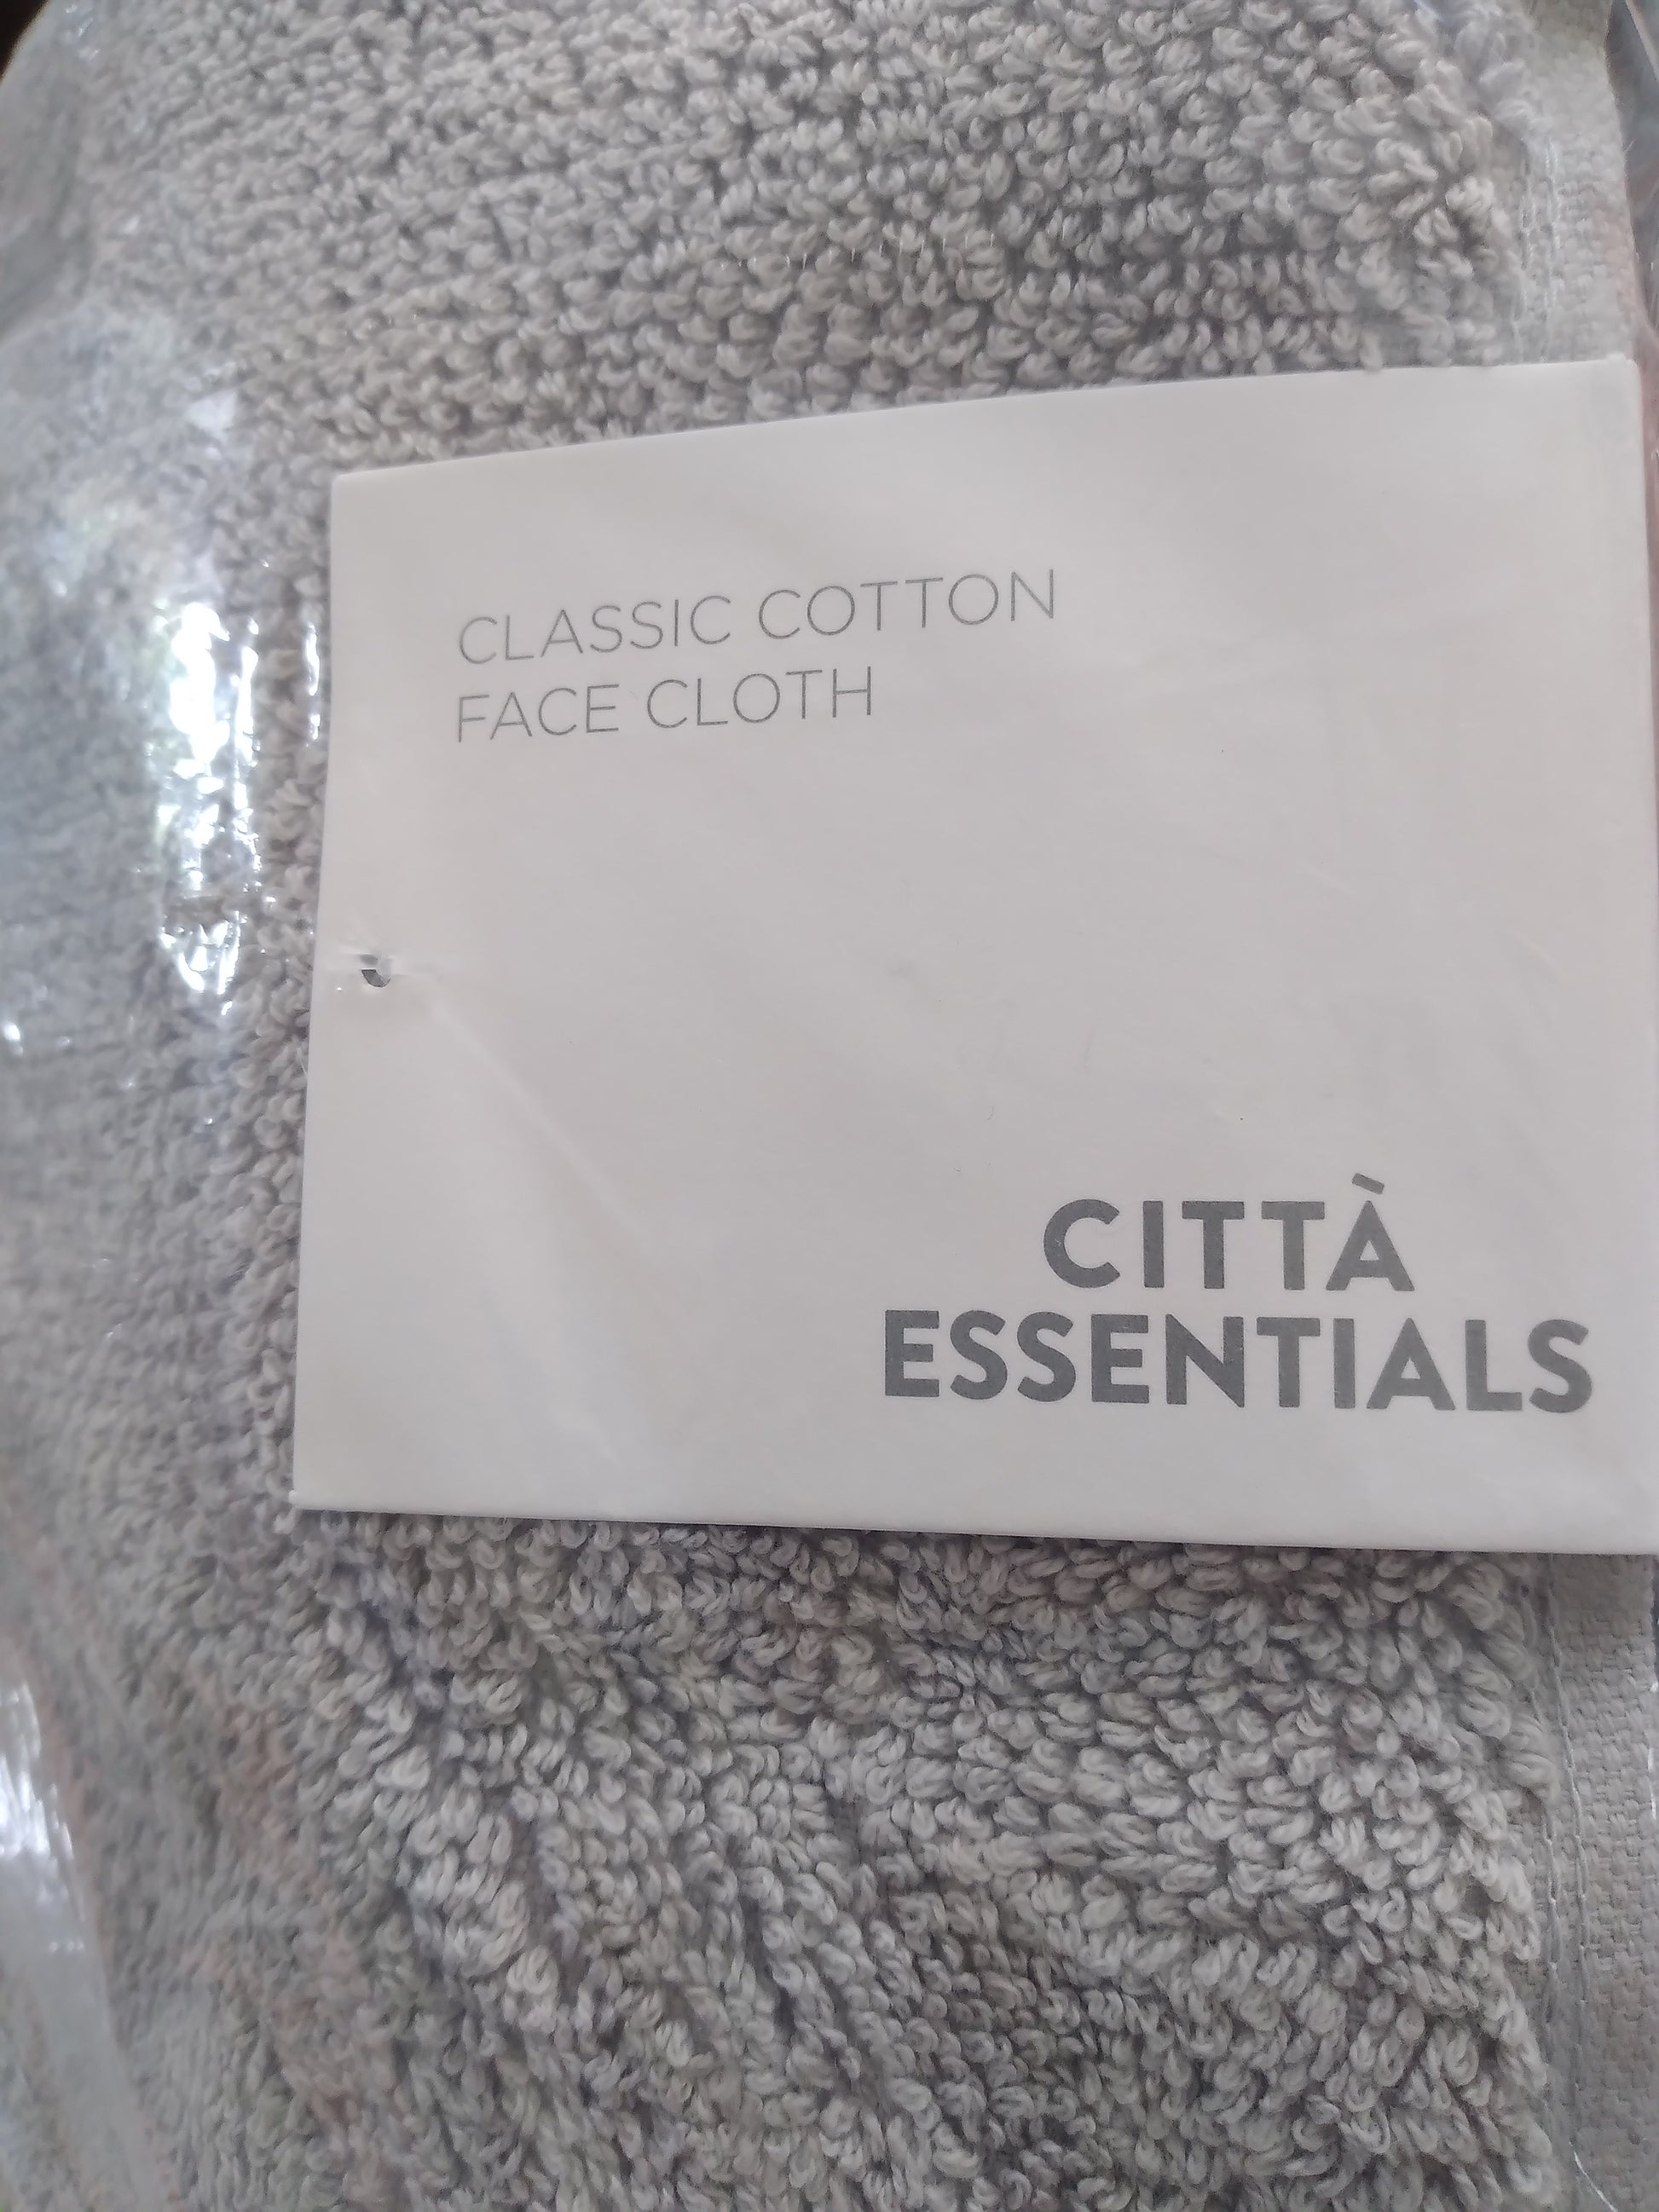 CLASSIC COTTON
FACE CLOTH
CITTÀ
ESSENTIALS